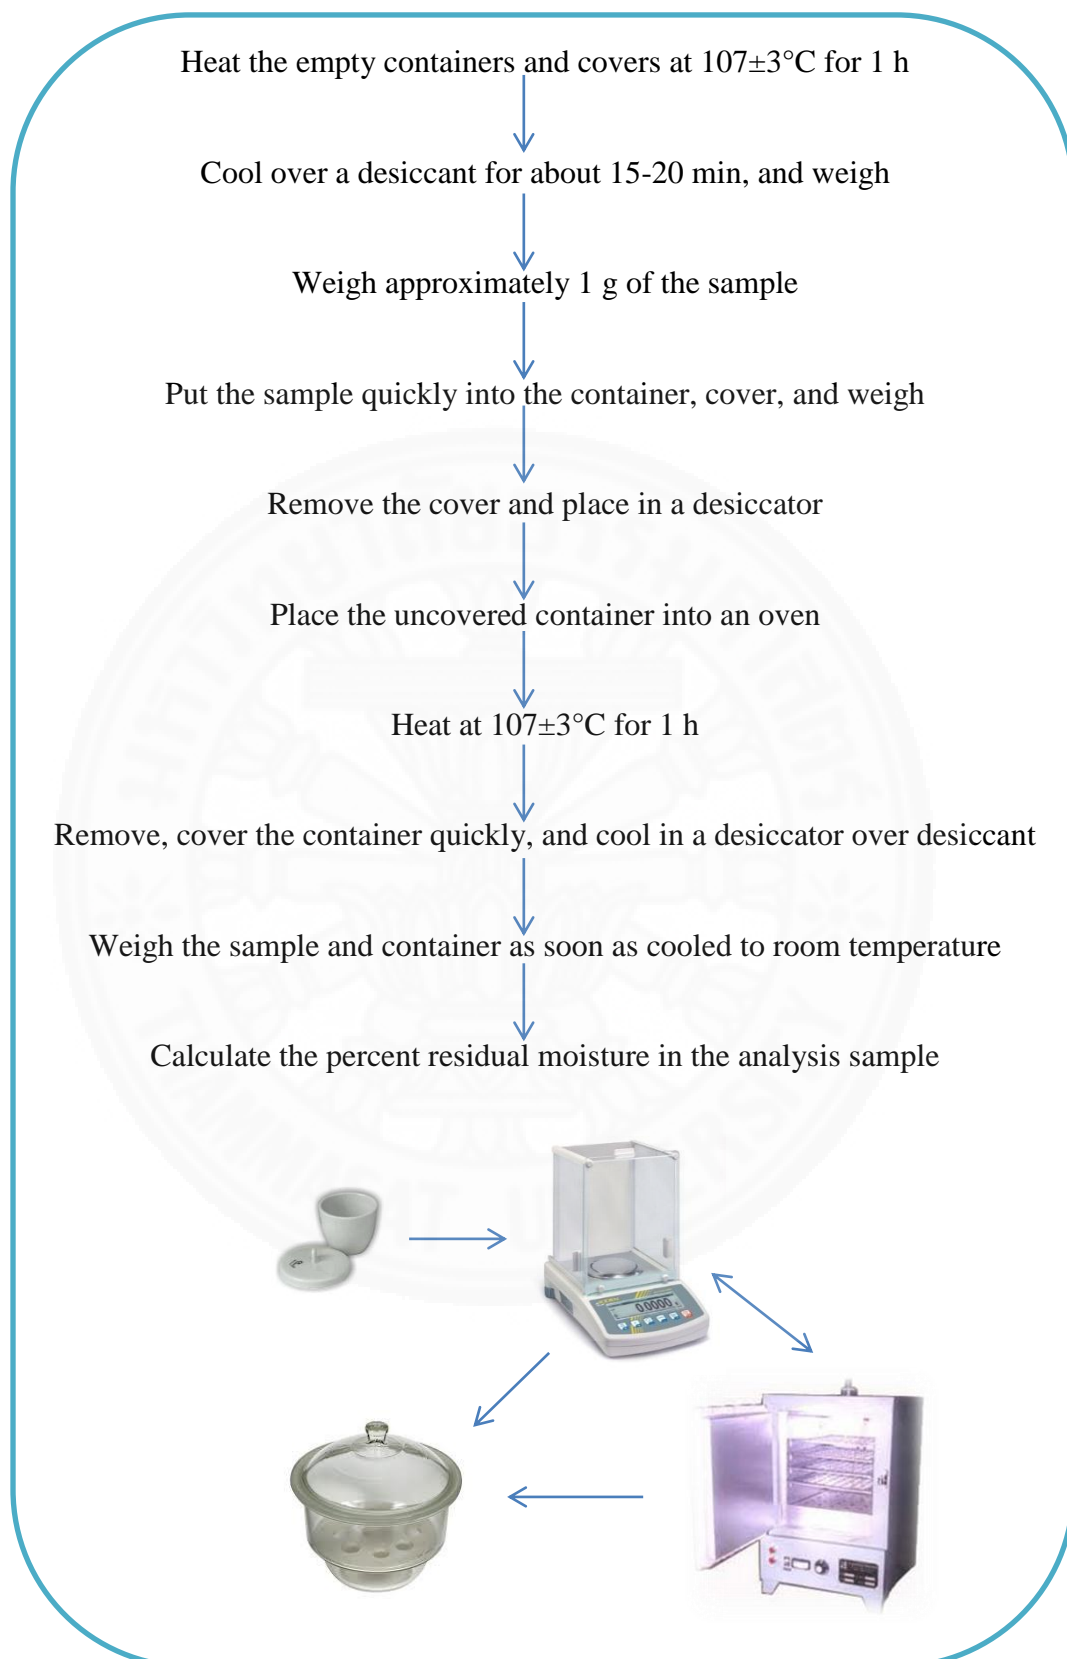 Heat the empty containers and covers at 107±3°C for 1 h
Cool over a desiccant for about 15-20 min, and weigh
Weigh approximately 1 g of the sample
Put the sample quickly into the container, cover, and weigh
Remove the cover and place in a desiccator
Place the uncovered container into an oven
Heat at 107±3°C for 1 h
Remove, cover the container quickly, and cool in a desiccator over desiccant
Weigh the sample and container as soon as cooled to room temperature
Calculate the percent residual moisture in the analysis sample
0.0000